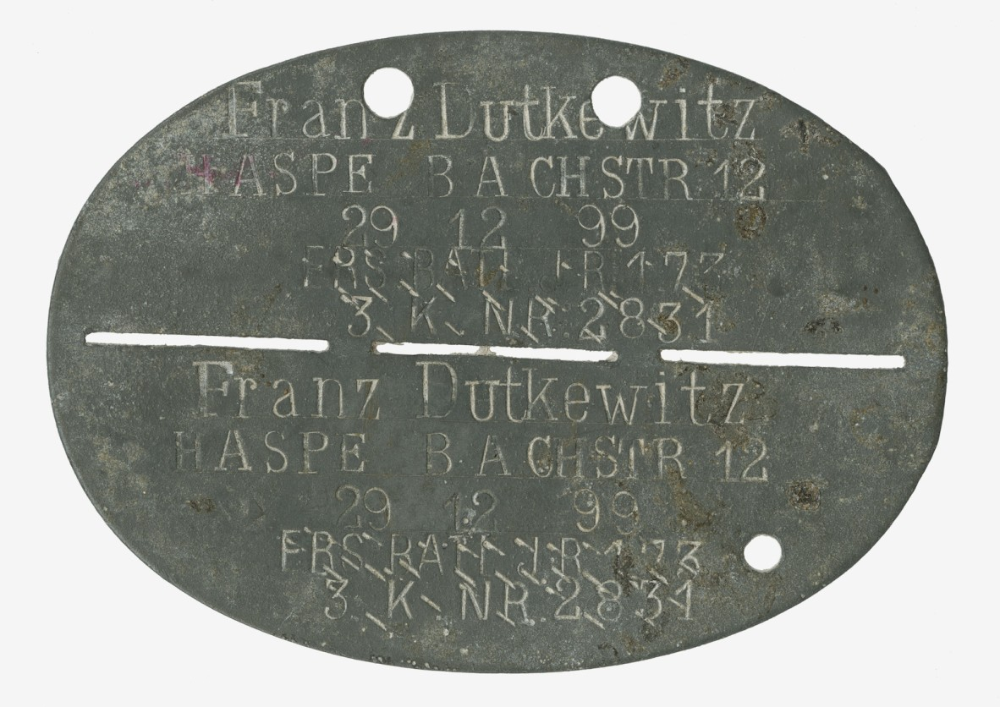 Franz Dutkewitz
HASPE BACHSTR 12
29 12 99
ERS. BATL J.R. 173
3. K. NR. 2831
Franz Dutkewitz
HASPE B. ACHSTR 12
29 12 99
ERS. BATL J.R. 173
3. K. NR. 2831